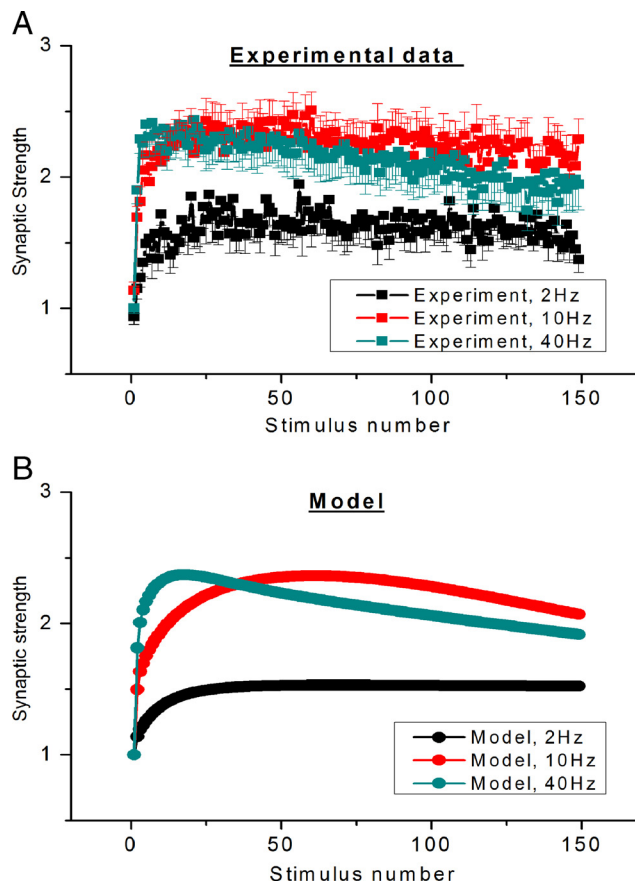 A
Experimental data
3
2
1
Synaptic Strength
Experiment, 2Hz
Experiment, 10Hz
Experiment, 40Hz
0 50 100 150
Stimulus number
B
Model
3
2
1
Synaptic strength
Model, 2Hz
Model, 10Hz
Model, 40Hz
0 50 100 150
Stimulus number